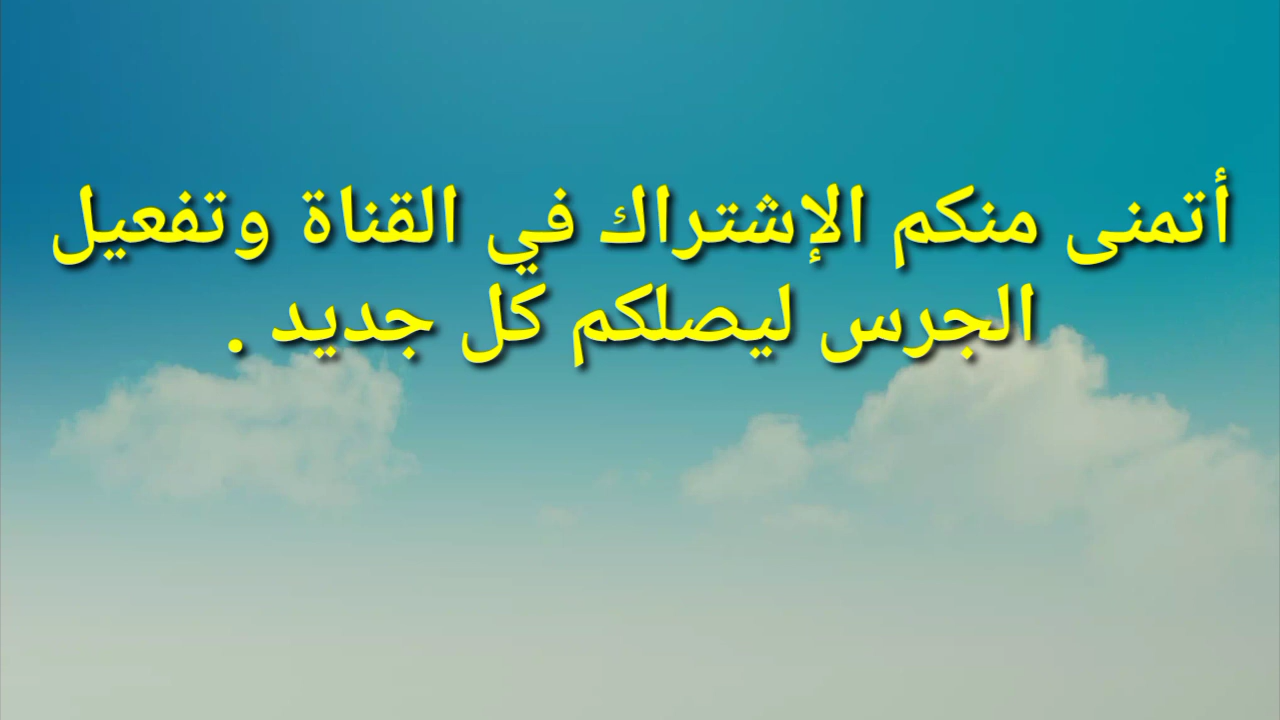 أتمنى منكم الإشتراك في القناة وتفعيل
الجرس ليصلكم كل جديد .